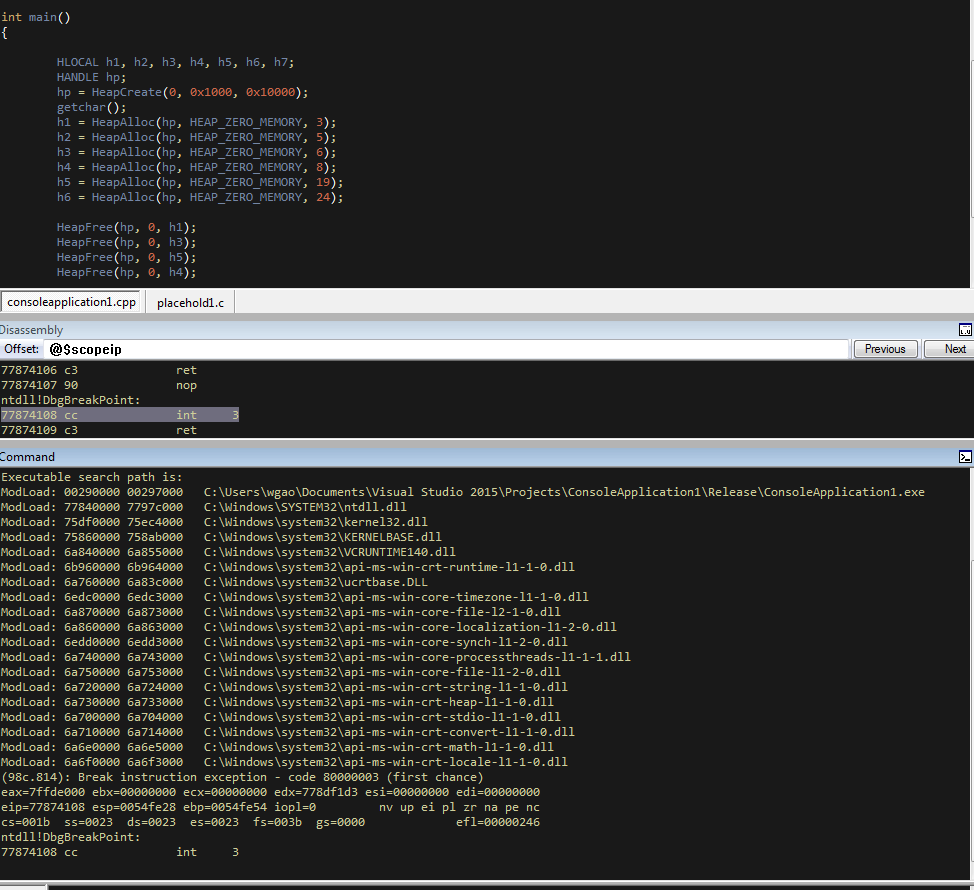 int main()
{
HLOCAL h1, h2, h3, h4, h5, h6, h7;
HANDLE hp;
hp = HeapCreate(0, 0x1000, 0x10000);
getchar();
h1 = HeapAlloc(hp, HEAP_ZERO_MEMORY, 3);
h2 = HeapAlloc(hp, HEAP_ZERO_MEMORY, 5);
h3 = HeapAlloc(hp, HEAP_ZERO_MEMORY, 6);
h4 = HeapAlloc(hp, HEAP_ZERO_MEMORY, 8);
h5 = HeapAlloc(hp, HEAP_ZERO_MEMORY, 19);
h6 = HeapAlloc(hp, HEAP_ZERO_MEMORY, 24);
HeapFree(hp, 0, h1);
HeapFree(hp, 0, h3);
HeapFree(hp, 0, h5);
HeapFree(hp, 0, h4);
consoleapplication1.cpp placehold1.c
Disassembly
Offset: @$scopeip Previous Next
77874106 c3 ret
77874107 90 nop
ntdll!DbgBreakPoint:
77874108 cc int 3
77874109 c3 ret
Command
Executable search path is:
ModLoad: 00290000 00297000 C:\Users\wgao\Documents\Visual Studio 2015\Projects\ConsoleApplication1\Release\ConsoleApplication1.exe
ModLoad: 77840000 7797c000 C:\Windows\SYSTEM32\ntdll.dll
ModLoad: 75df0000 75ec4000 C:\Windows\system32\kernel32.dll
ModLoad: 75860000 758ab000 C:\Windows\system32\KERNELBASE.dll
ModLoad: 6a840000 6a855000 C:\Windows\system32\VCRUNTIME140.dll
ModLoad: 6b960000 6b964000 C:\Windows\system32\api-ms-win-crt-runtime-l1-1-0.dll
ModLoad: 6a760000 6a83c000 C:\Windows\system32\ucrtbase.DLL
ModLoad: 6edc0000 6edc3000 C:\Windows\system32\api-ms-win-core-timezone-l1-1-0.dll
ModLoad: 6a870000 6a873000 C:\Windows\system32\api-ms-win-core-file-l2-1-0.dll
ModLoad: 6a860000 6a863000 C:\Windows\system32\api-ms-win-core-localization-l1-2-0.dll
ModLoad: 6edd0000 6edd3000 C:\Windows\system32\api-ms-win-core-synch-l1-2-0.dll
ModLoad: 6a740000 6a743000 C:\Windows\system32\api-ms-win-core-processthreads-l1-1-1.dll
ModLoad: 6a750000 6a753000 C:\Windows\system32\api-ms-win-core-file-l1-2-0.dll
ModLoad: 6a720000 6a724000 C:\Windows\system32\api-ms-win-crt-string-l1-1-0.dll
ModLoad: 6a730000 6a733000 C:\Windows\system32\api-ms-win-crt-heap-l1-1-0.dll
ModLoad: 6a700000 6a704000 C:\Windows\system32\api-ms-win-crt-stdio-l1-1-0.dll
ModLoad: 6a710000 6a714000 C:\Windows\system32\api-ms-win-crt-convert-l1-1-0.dll
ModLoad: 6a6e0000 6a6e5000 C:\Windows\system32\api-ms-win-crt-math-l1-1-0.dll
ModLoad: 6a6f0000 6a6f3000 C:\Windows\system32\api-ms-win-crt-locale-l1-1-0.dll
(98c.814): Break instruction exception - code 80000003 (first chance)
eax=7ffde000 ebx=00000000 ecx=00000000 edx=778df1d3 esi=00000000 edi=00000000
eip=77874108 esp=0054fe28 ebp=0054fe54 iopl=0 nv up ei pl zr na pe nc
cs=001b ss=0023 ds=0023 es=0023 fs=003b gs=0000 efl=00000246
ntdll!DbgBreakPoint:
77874108 cc int 3